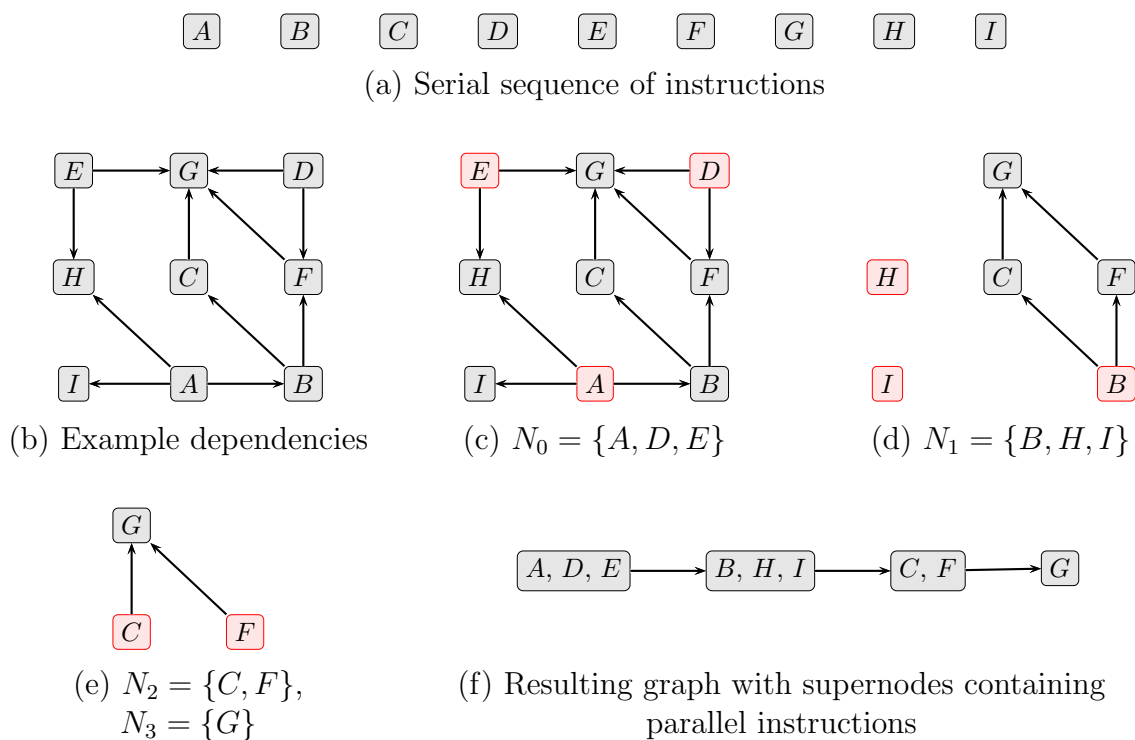 A B C D E F G H I
(a) Serial sequence of instructions
E G D
H C F
I A B
(b) Example dependencies
E G D
H C F
I A B
(c) N₀ = {A, D, E}
G
H C F
I B
(d) N₁ = {B, H, I}
G
C F
(e) N₂ = {C, F},
N₃ = {G}
A, D, E B, H, I C, F G
(f) Resulting graph with supernodes containing
parallel instructions